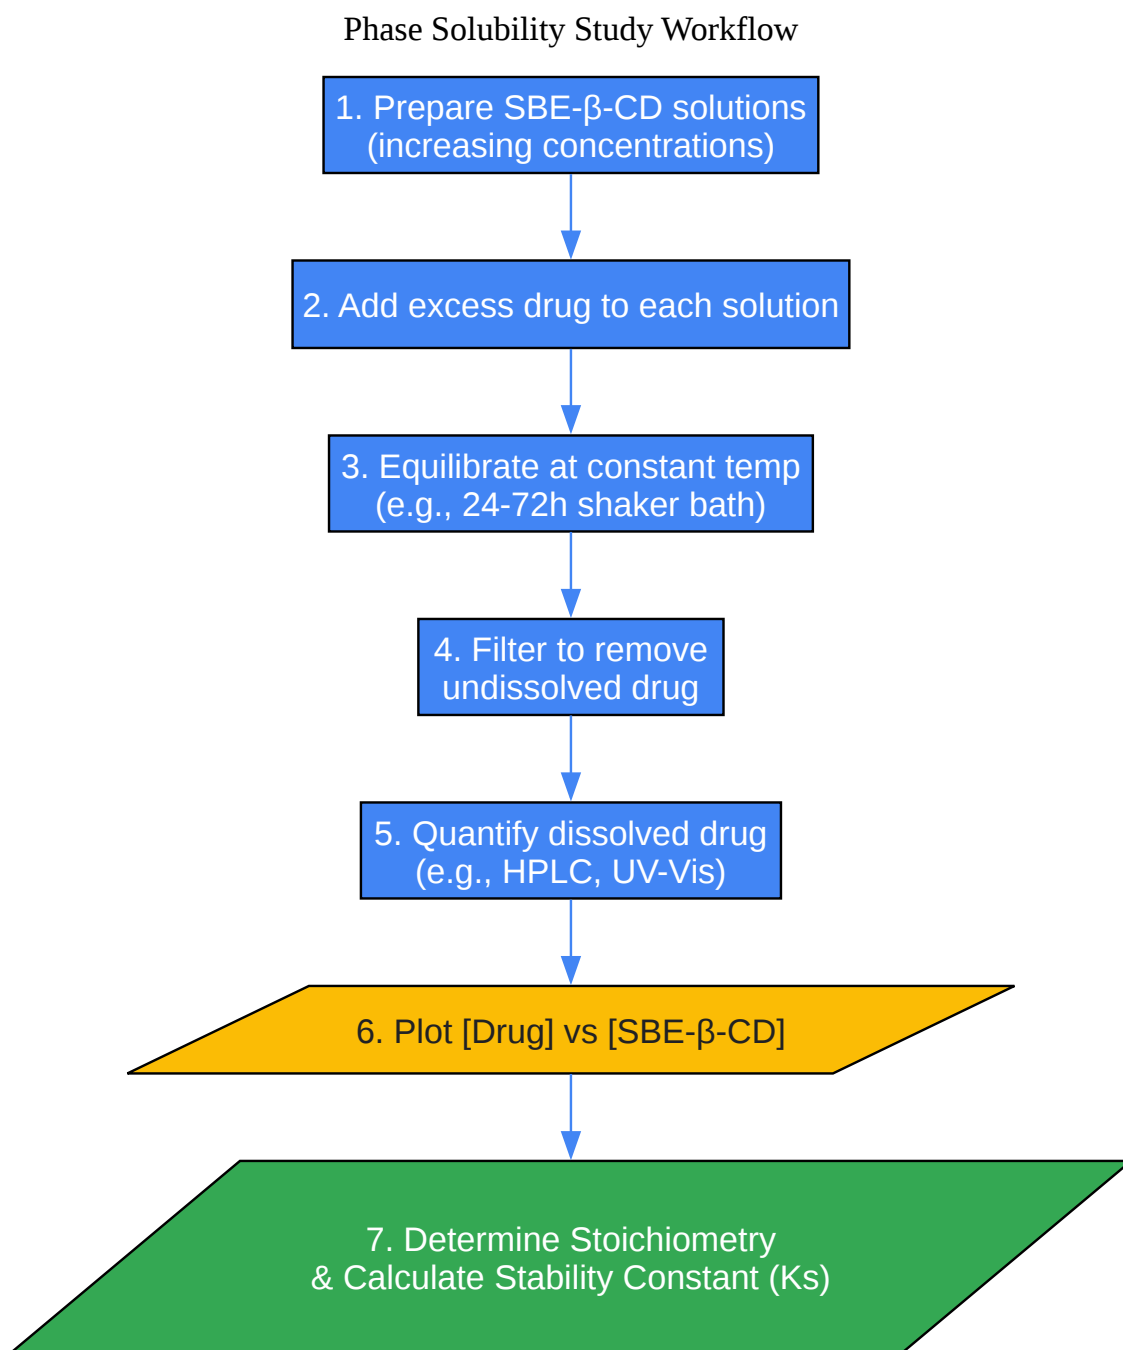 Phase Solubility Study Workflow
1. Prepare SBE-β-CD solutions
(increasing concentrations)
2. Add excess drug to each solution
3. Equilibrate at constant temp
(e.g., 24-72h shaker bath)
4. Filter to remove
undissolved drug
5. Quantify dissolved drug
(e.g., HPLC, UV-Vis)
6. Plot [Drug] vs [SBE-β-CD]
7. Determine Stoichiometry
& Calculate Stability Constant (Ks)